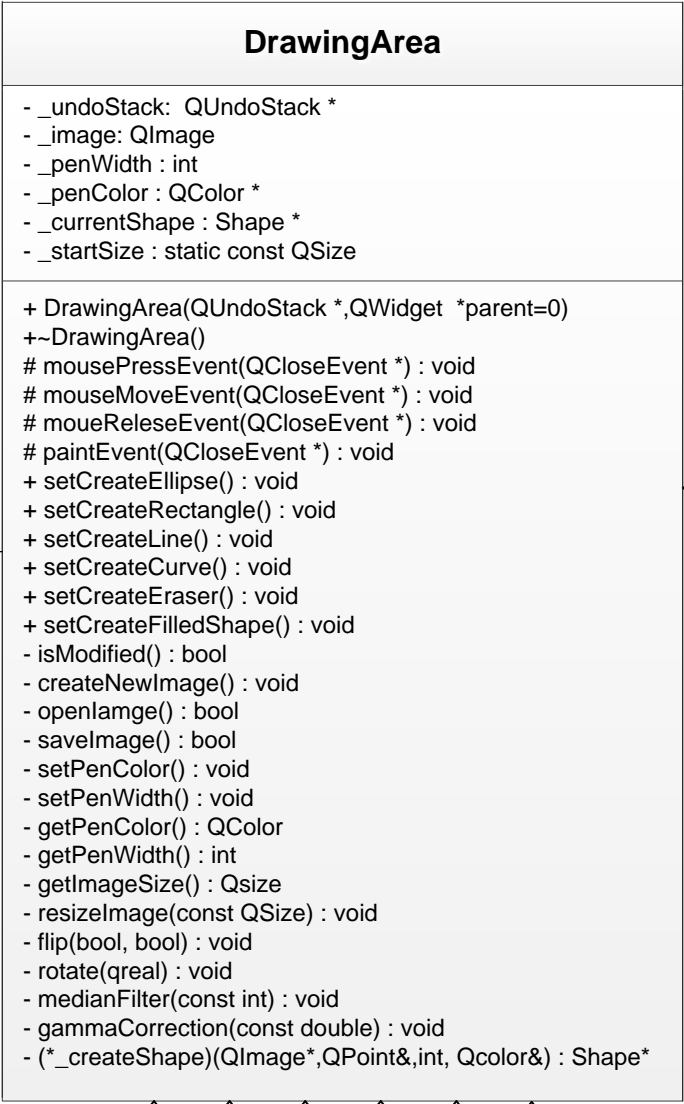 DrawingArea
- _undoStack:  QUndoStack *
- _image: QImage
- _penWidth : int
- _penColor : QColor *
- _currentShape : Shape *
- _startSize : static const QSize
+ DrawingArea(QUndoStack *,QWidget  *parent=0)
+~DrawingArea()
# mousePressEvent(QCloseEvent *) : void
# mouseMoveEvent(QCloseEvent *) : void
# moueReleseEvent(QCloseEvent *) : void
# paintEvent(QCloseEvent *) : void
+ setCreateEllipse() : void
+ setCreateRectangle() : void
+ setCreateLine() : void
+ setCreateCurve() : void
+ setCreateEraser() : void
+ setCreateFilledShape() : void
- isModified() : bool
- createNewImage() : void
- openIamge() : bool
- saveImage() : bool
- setPenColor() : void
- setPenWidth() : void
- getPenColor() : QColor
- getPenWidth() : int
- getImageSize() : Qsize
- resizeImage(const QSize) : void
- flip(bool, bool) : void
- rotate(qreal) : void
- medianFilter(const int) : void
- gammaCorrection(const double) : void
- (*_createShape)(QImage*,QPoint&,int, Qcolor&) : Shape*